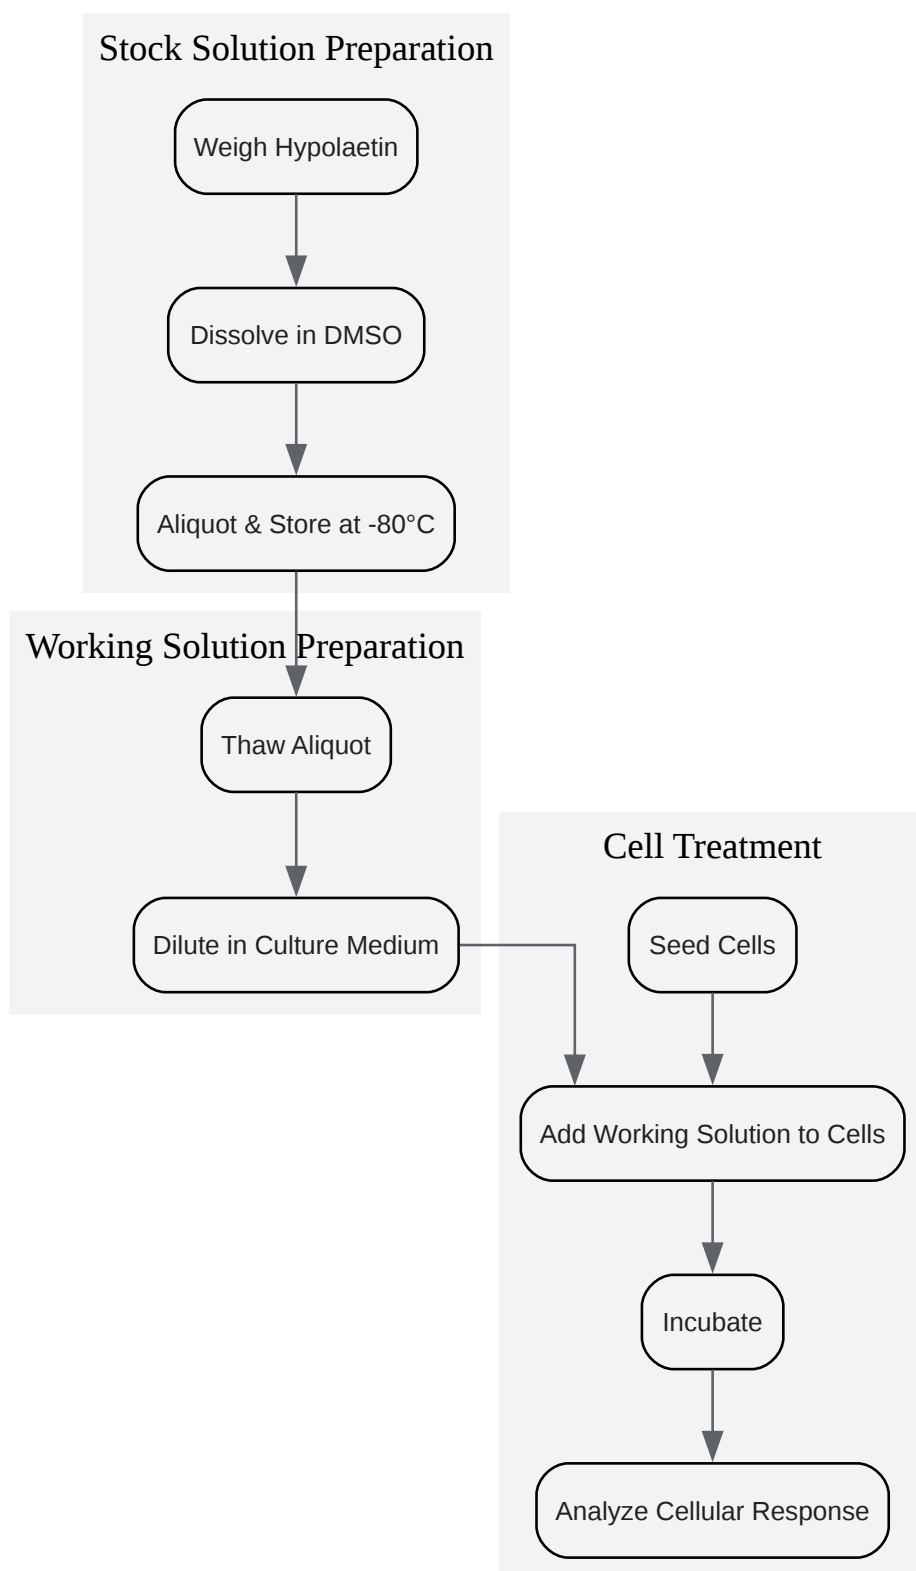 Stock Solution Preparation
Weigh Hypolaetin
Dissolve in DMSO
Aliquot & Store at -80°C
Working Solution Preparation
Thaw Aliquot
Dilute in Culture Medium
Cell Treatment
Seed Cells
Add Working Solution to Cells
Incubate
Analyze Cellular Response